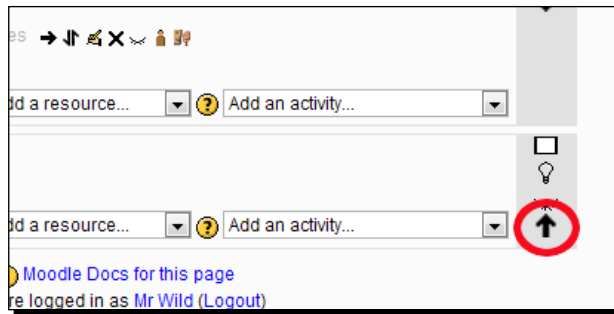 es
dd a resource... Add an activity...
dd a resource... Add an activity...
Moodle Docs for this page
re logged in as Mr Wild (Logout)